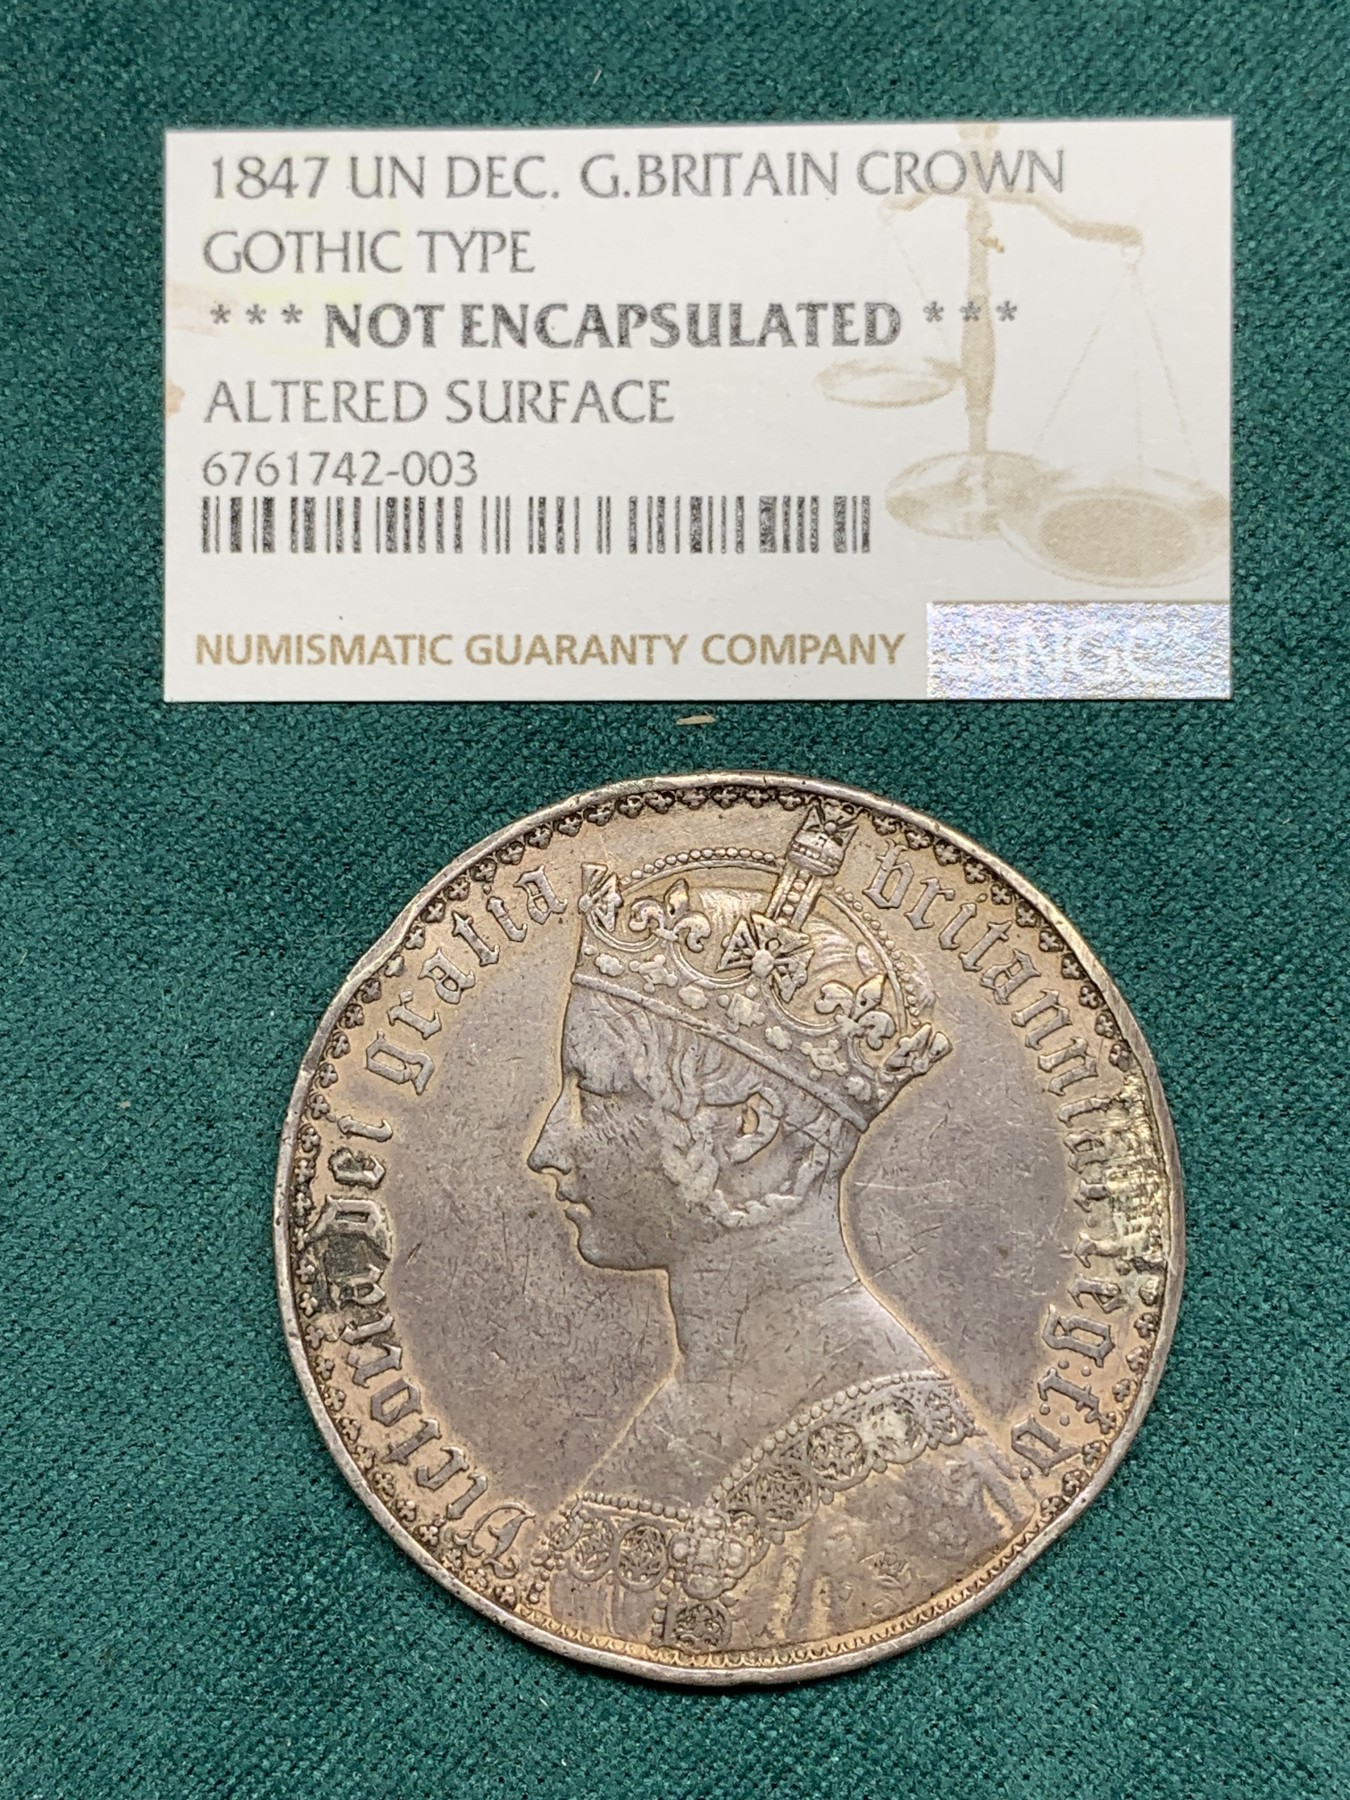 1847 UN DEC. G.BRITAIN CROWN
GOTHIC TYPE
* * * NOT ENCAPSULATED * * *
ALTERED SURFACE
6761742-003
NUMISMATIC GUARANTY COMPANY
NGC
Victoria dei gratia britanniar. reg: f: d.